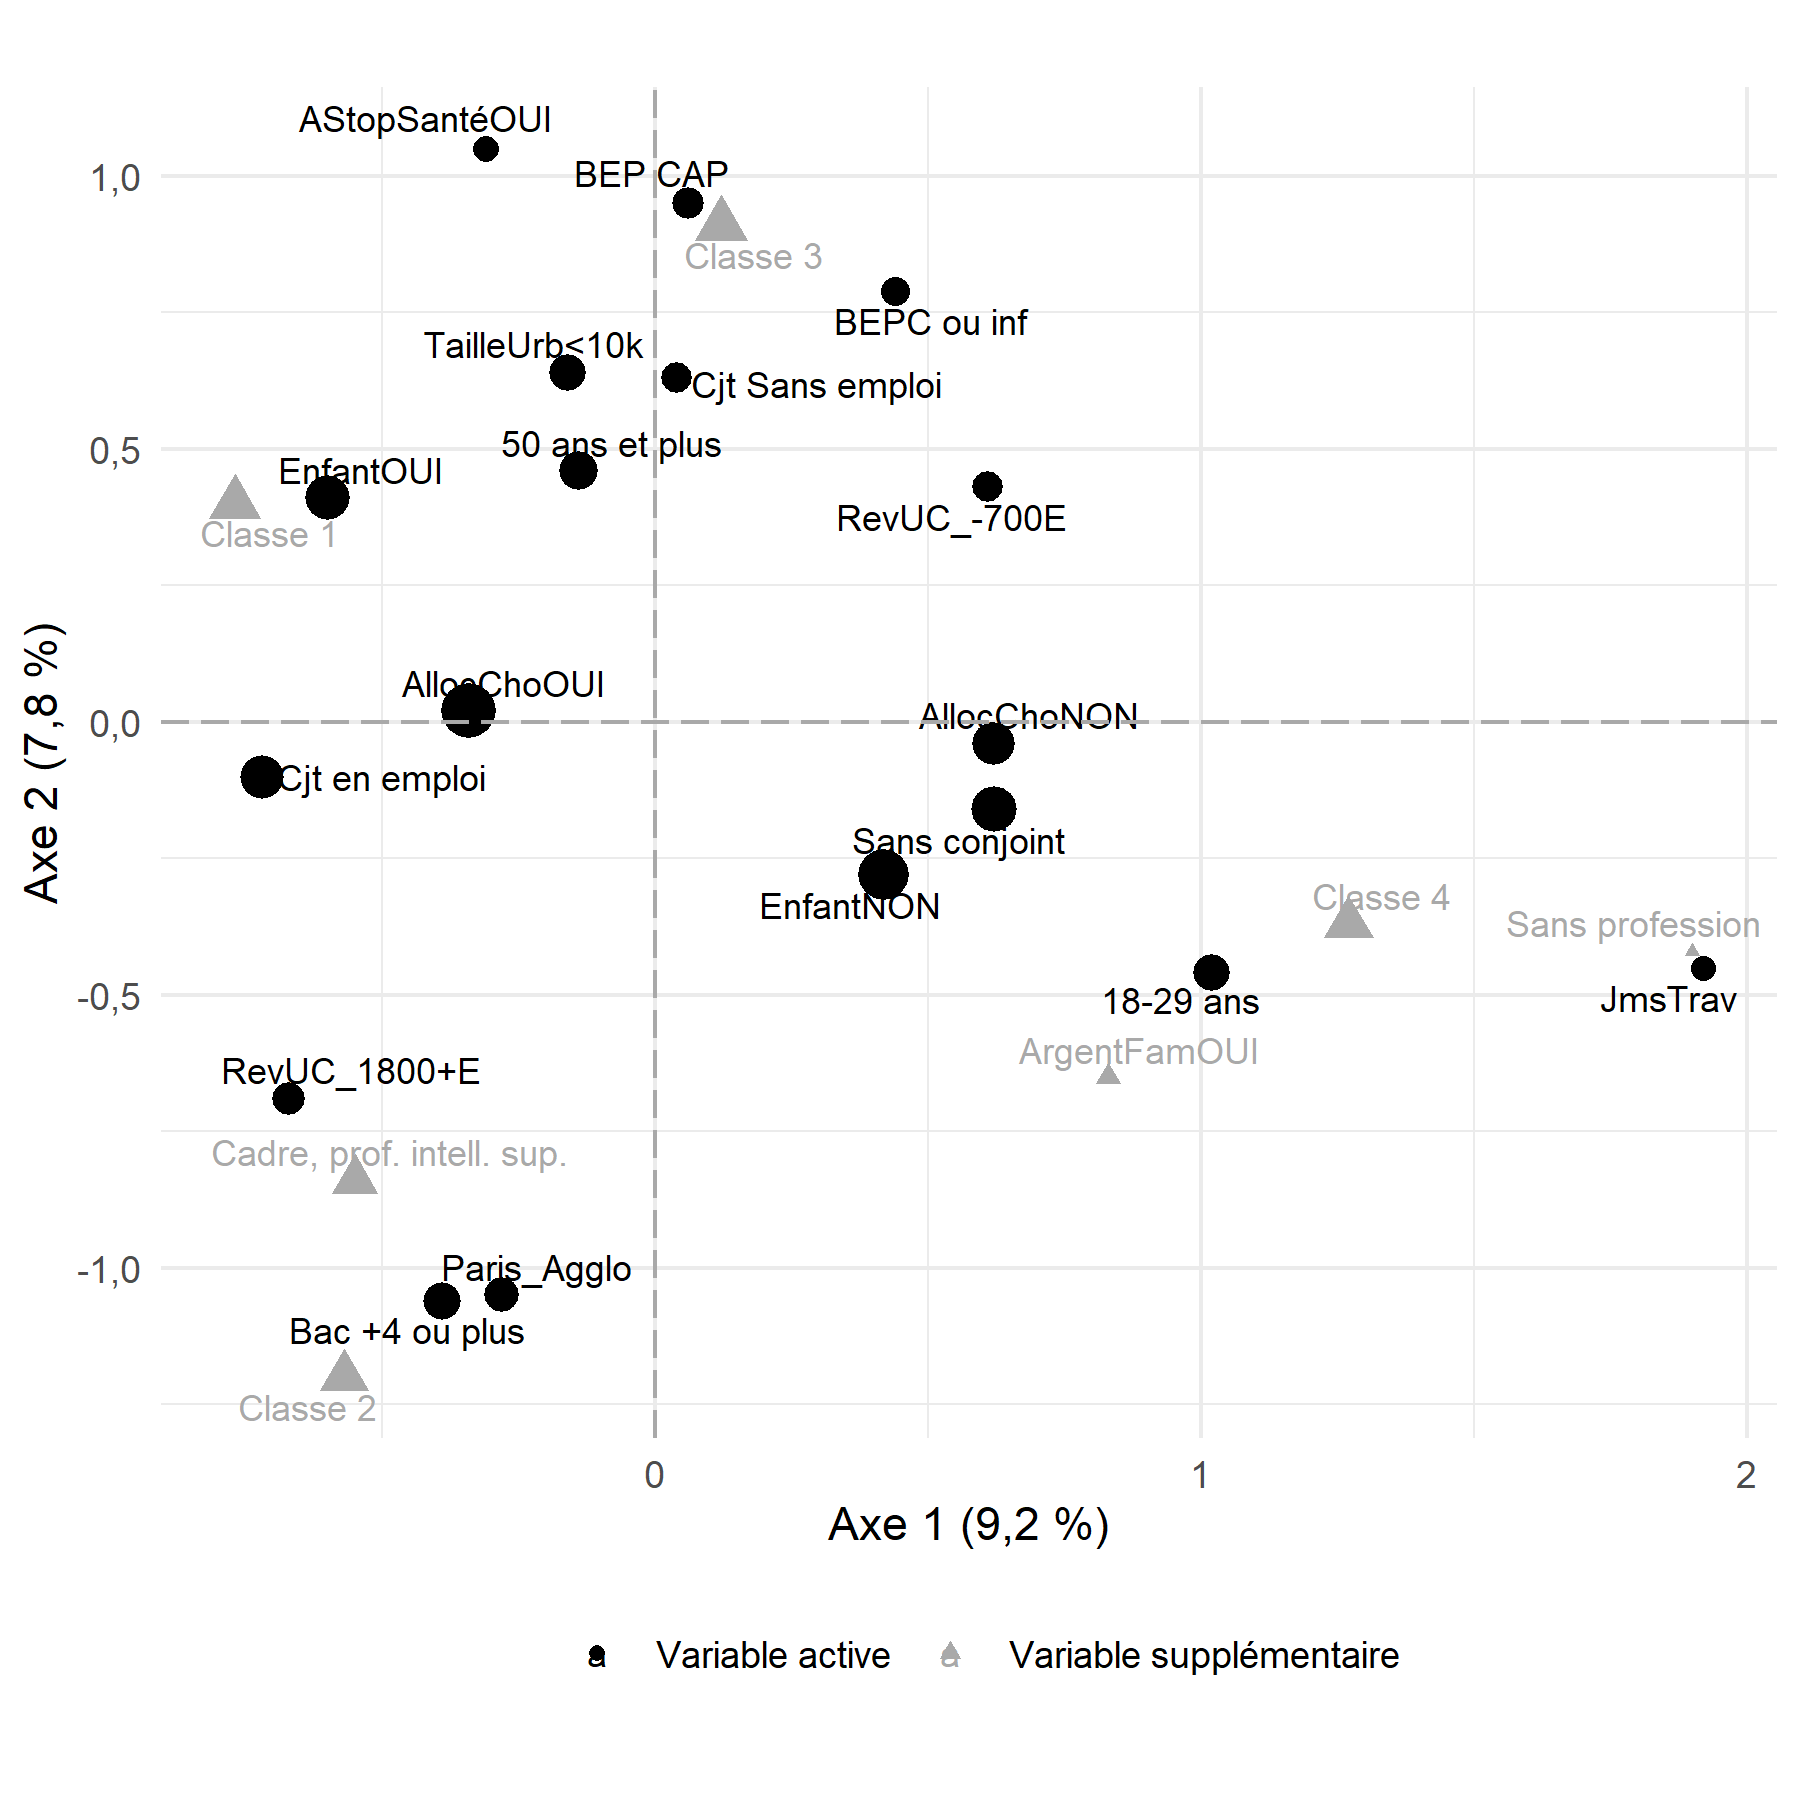 AStopSantéOUI
BEP CAP
1,0
Classe 3
BEPC ou inf
TailleUrb<10k
Cjt Sans emploi
50 ans et plus
0,5
EnfantOUI
RevUC_-700E
Classe 1
AllocChoOUI
AllocChoNON
0,0
Cjt en emploi
Axe 2 (7,8 %)
Sans conjoint
EnfantNON
Classe 4
Sans profession
-0,5
18-29 ans
JmsTrav
ArgentFamOUI
RevUC_1800+E
Cadre, prof. intell. sup.
-1,0
Paris_Agglo
Bac +4 ou plus
Classe 2
0 1 2
Axe 1 (9,2 %)
a Variable active a Variable supplémentaire